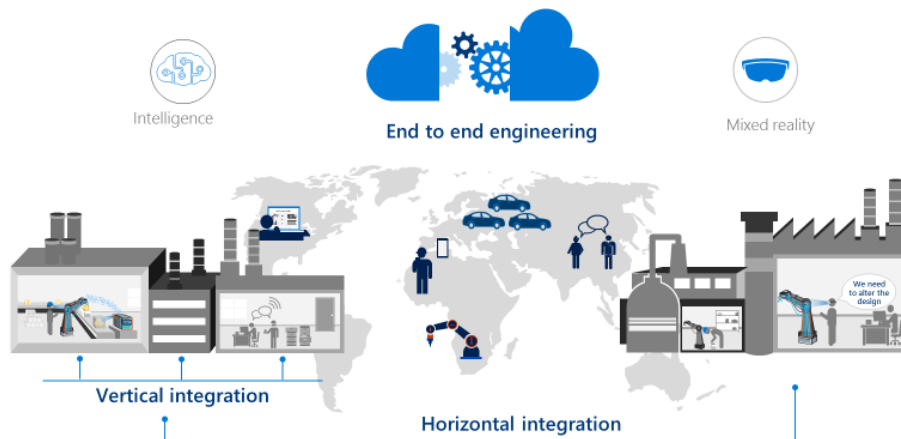 Intelligence
End to end engineering
Mixed reality
We need
to alter the
design
Vertical integration
Horizontal integration